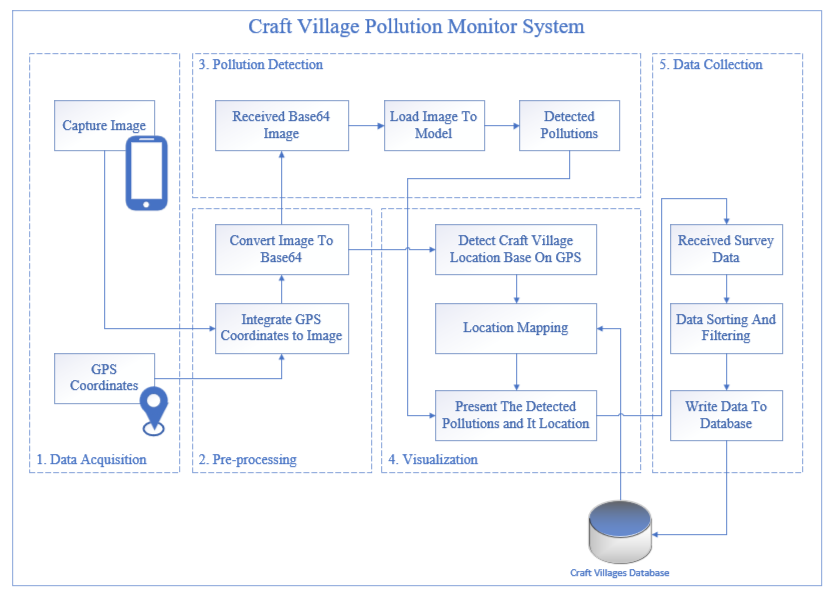 Craft Village Pollution Monitor System
3. Pollution Detection
5. Data Collection
Capture Image
Received Base64
Image
Load Image To
Model
Detected
Pollutions
Convert Image To
Base64
Detect Craft Village
Location Base On GPS
Received Survey
Data
Integrate GPS
Coordinates to Image
Location Mapping
Data Sorting And
Filtering
GPS
Coordinates
Present The Detected
Pollutions and It Location
Write Data To
Database
1. Data Acquisition
2. Pre-processing
4. Visualization
Craft Villages Database